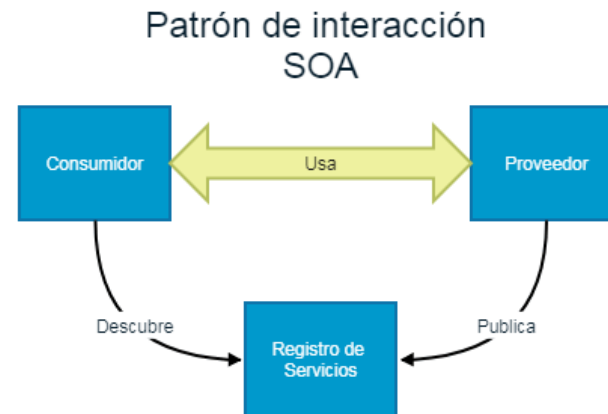 Patrón de interacción
SOA
Consumidor
Usa
Proveedor
Descubre
Publica
Registro de
Servicios